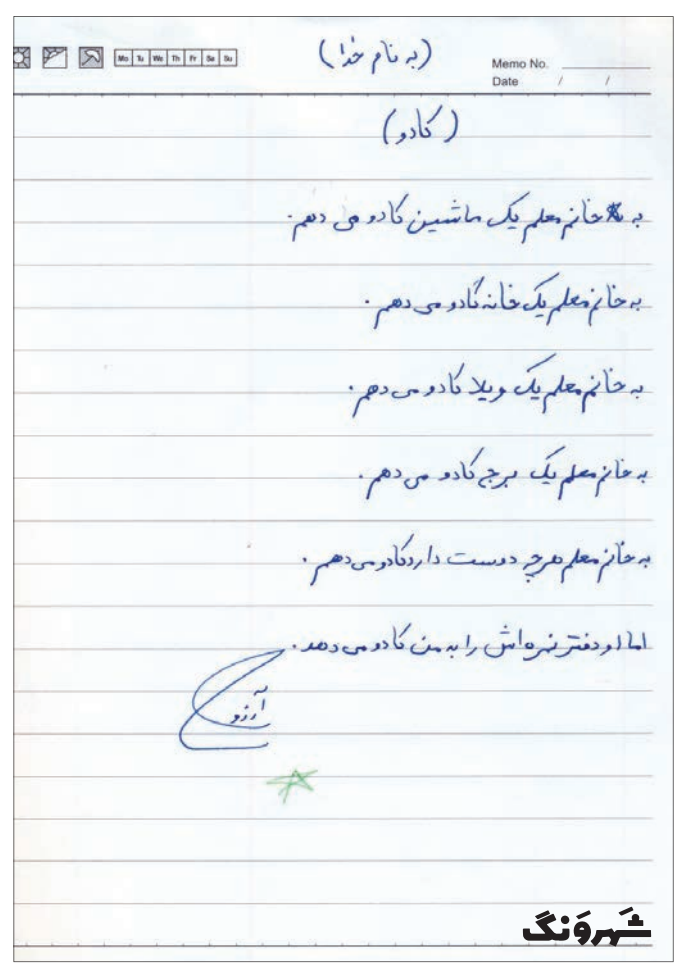 (به نام خدا)
Mo Tu We Th Fr Sa Su
Memo No.
Date / /
(کادو)
به خانم معلم یک ماشین کادو می دهم.
به خانم معلم یک خانه کادو می دهم.
به خانم معلم یک ویلا کادو می دهم.
به خانم معلم یک برج کادو می دهم.
به خانم معلم هرچه دوست دارد کادو می دهم.
اما او دفتر نمره اش را به من کادو می دهد.
آرزو
شَهروَنگ